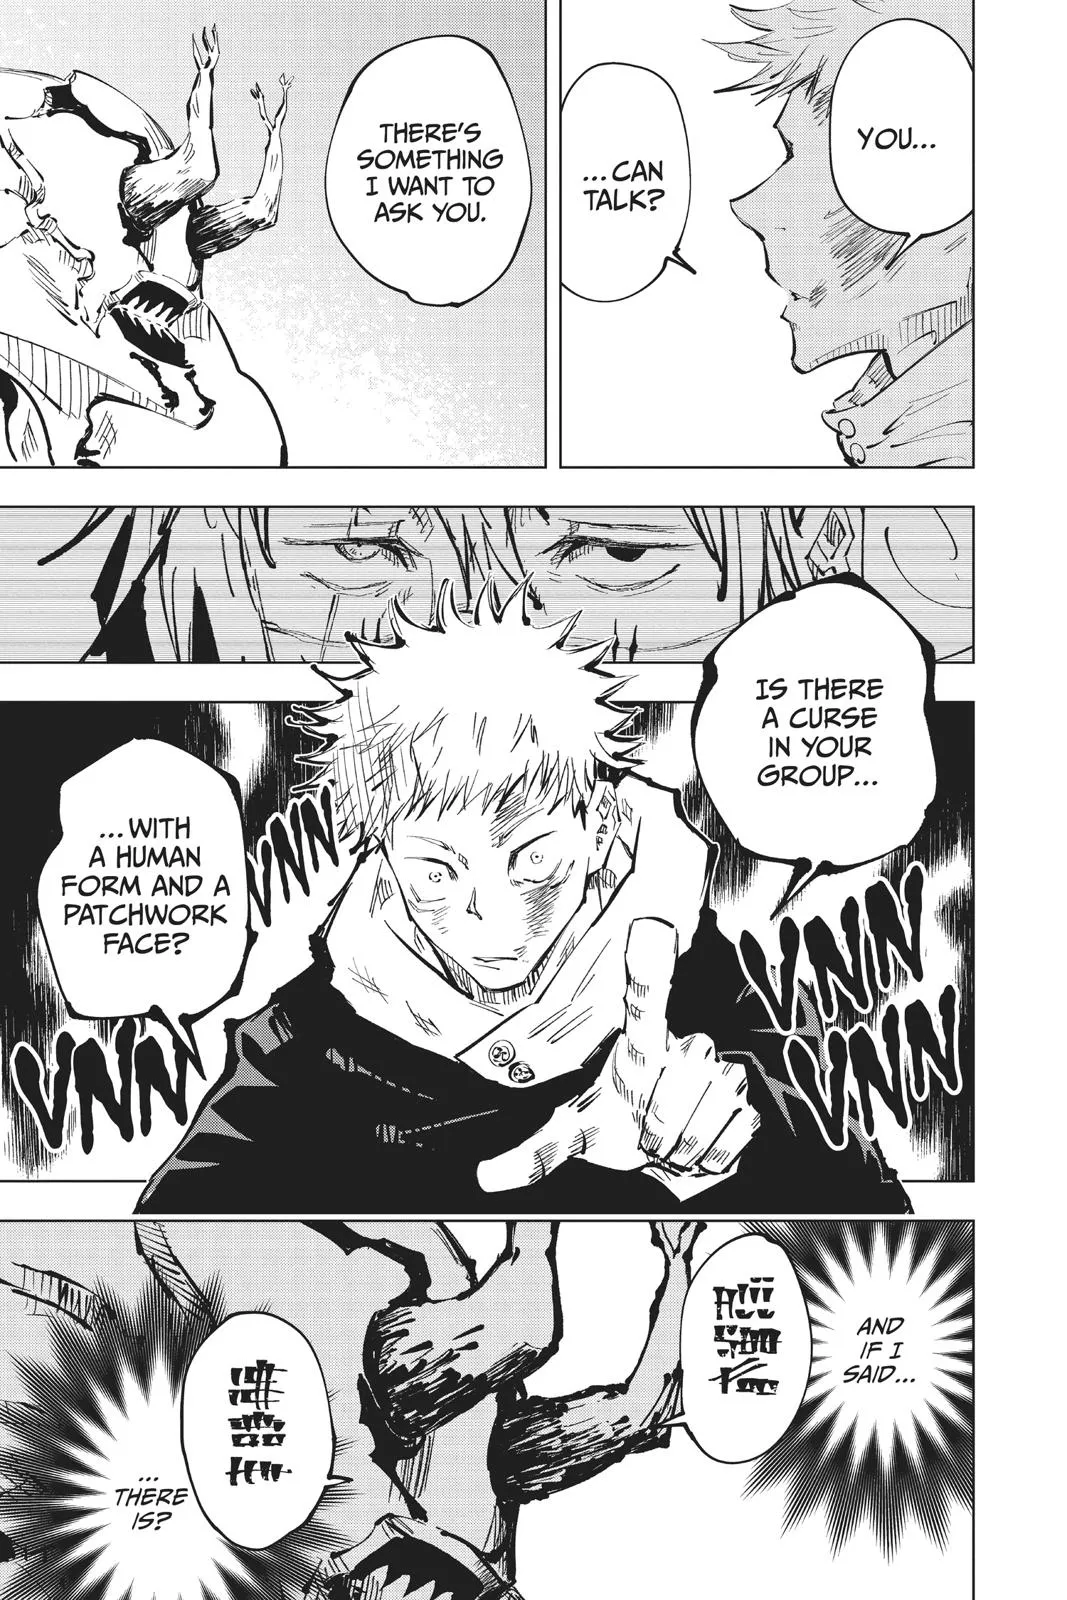 YOU...
...CAN
TALK?
THERE'S
SOMETHING
I WANT TO
ASK YOU.
IS THERE
A CURSE
IN YOUR
GROUP...
...WITH
A HUMAN
FORM AND A
PATCHWORK
FACE?
VNN
VNN
VNN
VNN
AND
IF I
SAID...
...
THERE
IS?